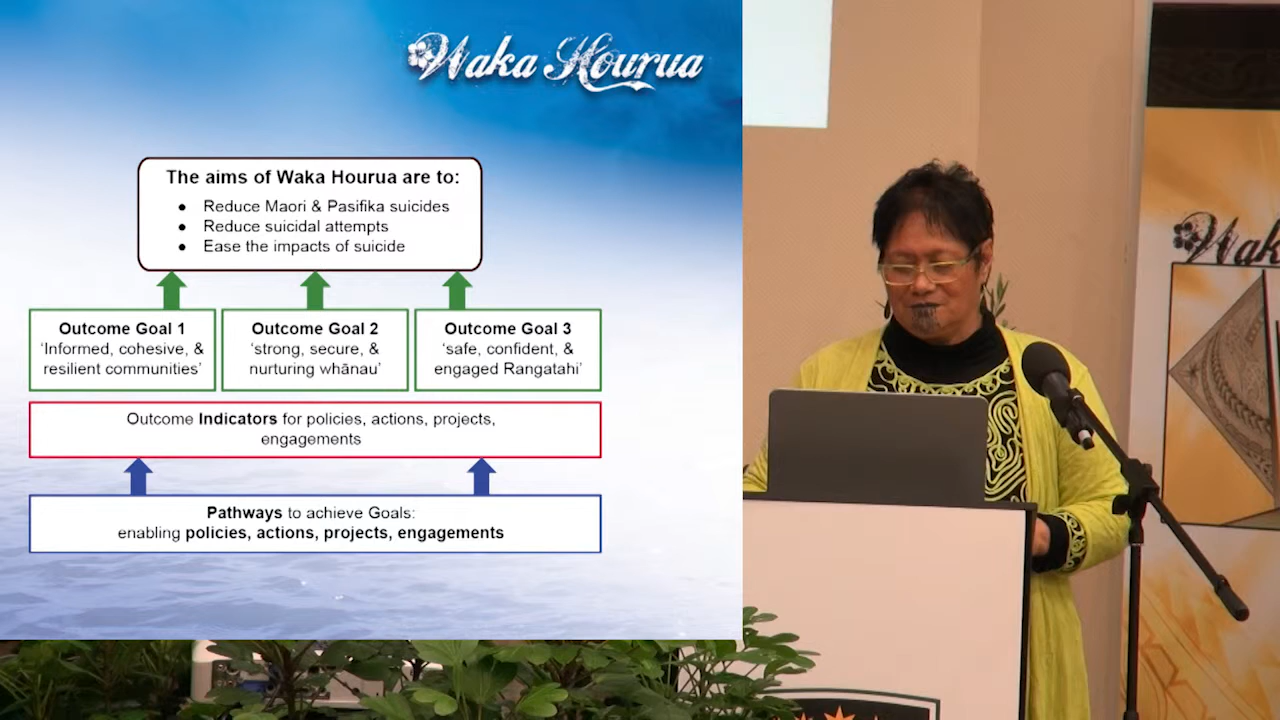 Waka Hourua
The aims of Waka Hourua are to:
● Reduce Maori & Pasifika suicides
● Reduce suicidal attempts
● Ease the impacts of suicide
Outcome Goal 1
‘Informed, cohesive, &
resilient communities’
Outcome Goal 2
‘strong, secure, &
nurturing whānau’
Outcome Goal 3
‘safe, confident, &
engaged Rangatahi’
Outcome Indicators for policies, actions, projects,
engagements
Pathways to achieve Goals:
enabling policies, actions, projects, engagements
Wak